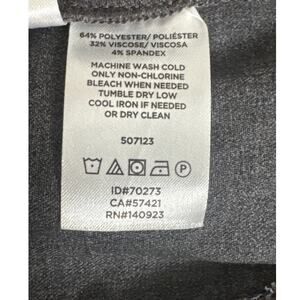 64% POLYESTER/ POLIÉSTER
32% VISCOSE/ VISCOSA
4% SPANDEX
MACHINE WASH COLD
ONLY NON-CHLORINE
BLEACH WHEN NEEDED
TUMBLE DRY LOW
COOL IRON IF NEEDED
OR DRY CLEAN
507123
P
ID#70273
CA#57421
RN#140923